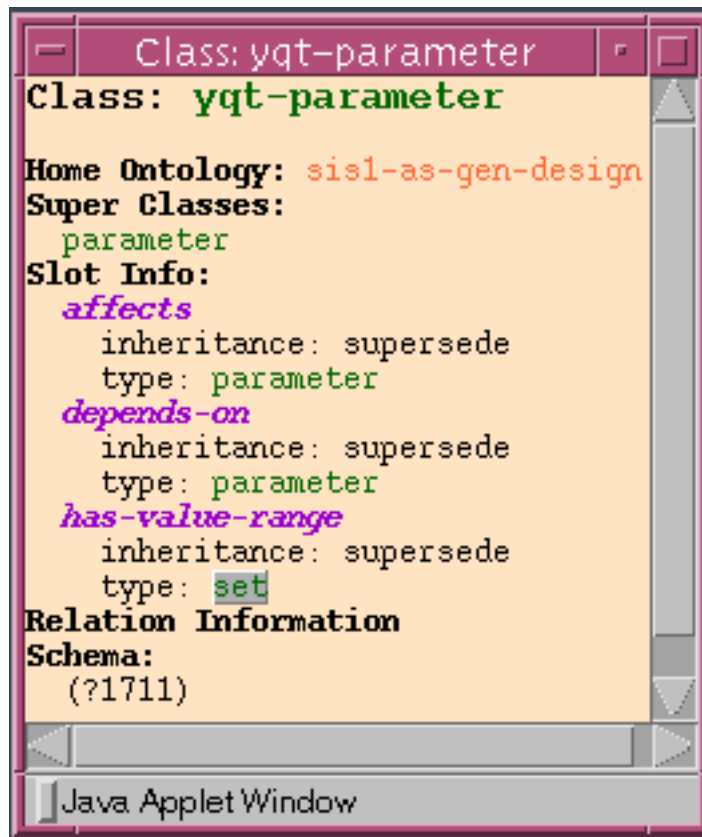 Class: yqt-parameter
Class: yqt-parameter
Home Ontology: sis1-as-gen-design
Super Classes:
parameter
Slot Info:
affects
inheritance: supersede
type: parameter
depends-on
inheritance: supersede
type: parameter
has-value-range
inheritance: supersede
type: set
Relation Information
Schema:
(?1711)
Java Applet Window